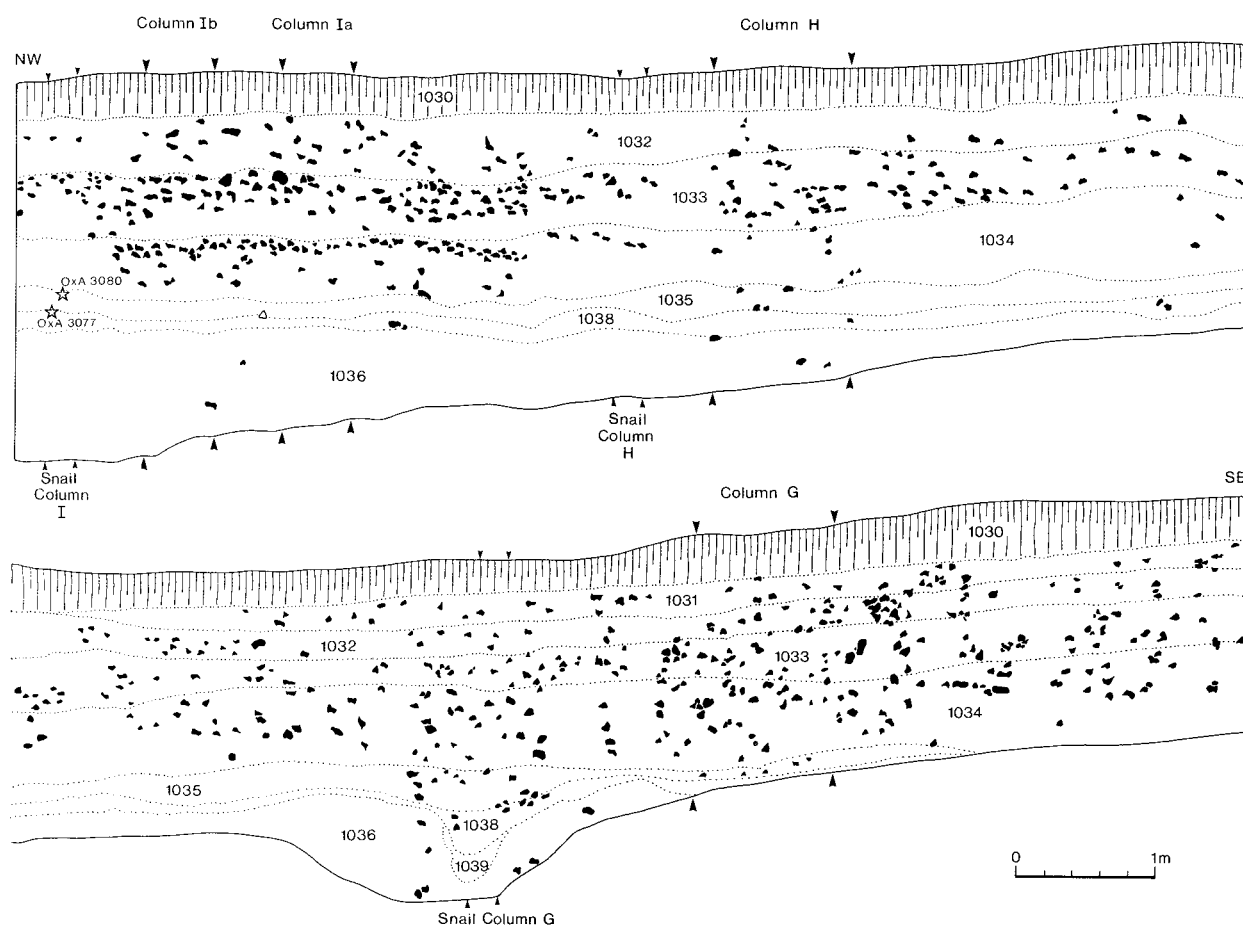 Column Ib Column Ia Column H
NW
1030
1032
1033
1034
OxA 3080
1035
OxA 3077
1038
1036
Snail
Column
H
Snail
Column
I
SE
Column G
1030
1031
1032
1033
1034
1035
1038
1036
1039
0 1m
Snail Column G